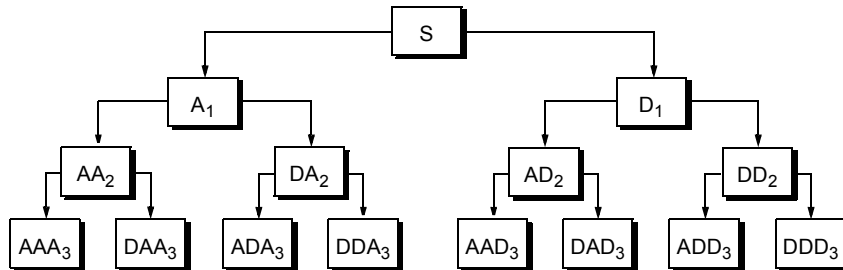 S
A₁ D₁
AA₂ DA₂ AD₂ DD₂
AAA₃ DAA₃ ADA₃ DDA₃ AAD₃ DAD₃ ADD₃ DDD₃